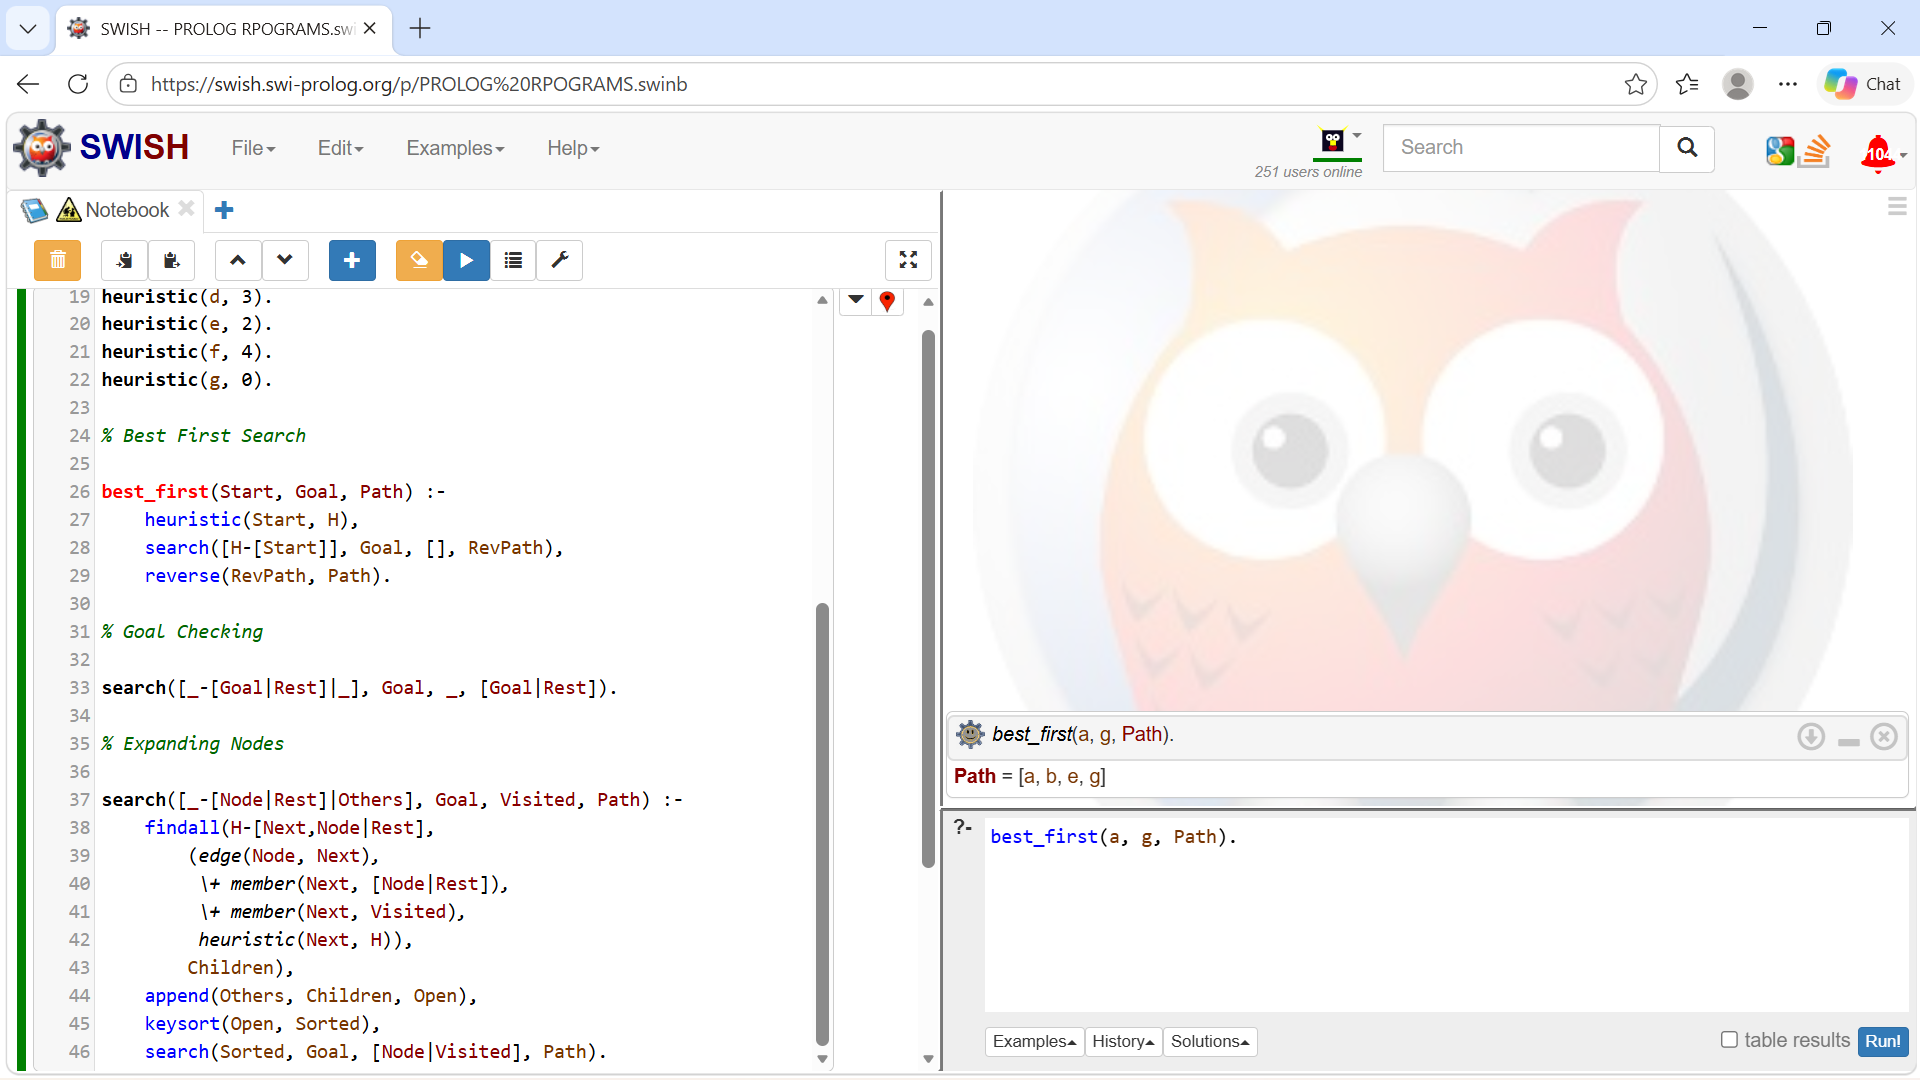 SWISH -- PROLOG RPOGRAMS.swi
https://swish.swi-prolog.org/p/PROLOG%20RPOGRAMS.swinb
Chat
SWISH File Edit Examples Help
251 users online
Search
104
Notebook
19 heuristic(d, 3).
20 heuristic(e, 2).
21 heuristic(f, 4).
22 heuristic(g, 0).
23
24 % Best First Search
25
26 best_first(Start, Goal, Path) :-
27 heuristic(Start, H),
28 search([H-[Start]], Goal, [], RevPath),
29 reverse(RevPath, Path).
30
31 % Goal Checking
32
33 search([_-[Goal|Rest]|_], Goal, _, [Goal|Rest]).
34
35 % Expanding Nodes
36
37 search([_-[Node|Rest]|Others], Goal, Visited, Path) :-
38 findall(H-[Next,Node|Rest],
39 (edge(Node, Next),
40 \+ member(Next, [Node|Rest]),
41 \+ member(Next, Visited),
42 heuristic(Next, H)),
43 Children),
44 append(Others, Children, Open),
45 keysort(Open, Sorted),
46 search(Sorted, Goal, [Node|Visited], Path).
best_first(a, g, Path).
Path = [a, b, e, g]
?- best_first(a, g, Path).
Examples History Solutions
table results Run!